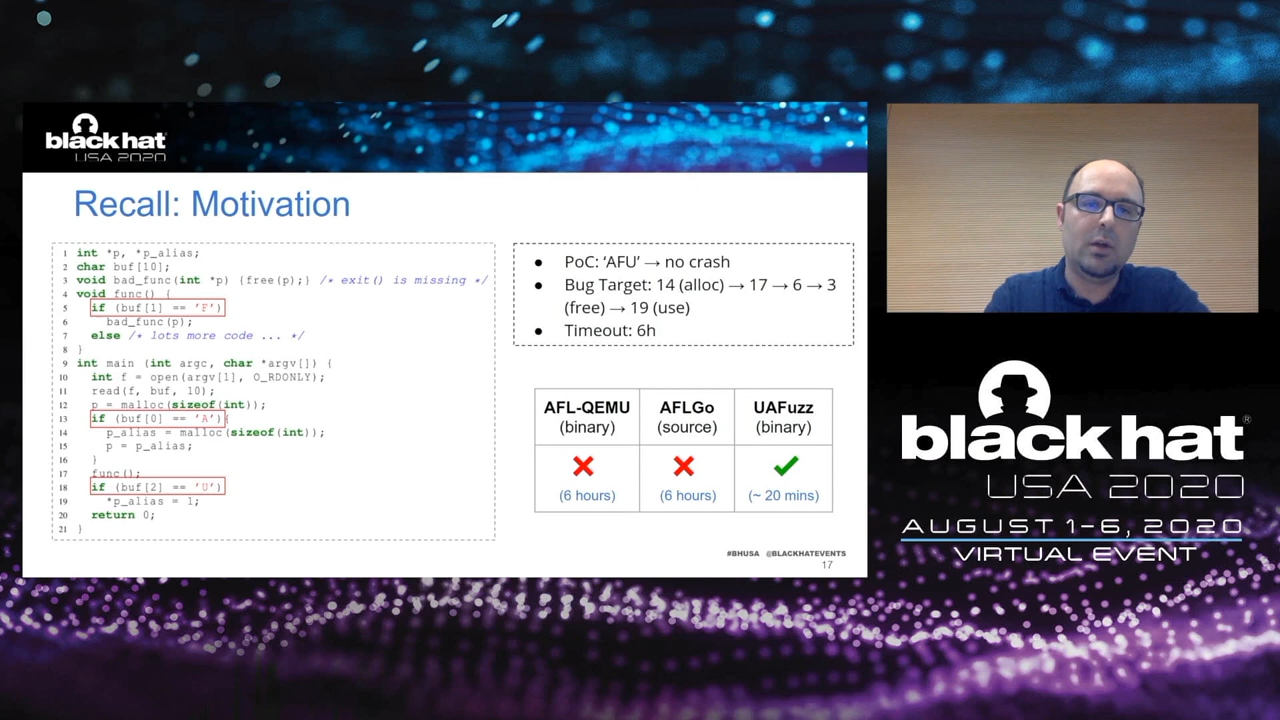 black hat
USA 2020
Recall: Motivation
1 int *p, *p_alias;
2 char buf[10];
3 void bad_func(int *p) {free(p);} /* exit() is missing */
4 void func() {
5 if (buf[1] == 'F')
6 bad_func(p);
7 else /* lots more code ... */
8 }
9 int main (int argc, char *argv[]) {
10 int f = open(argv[1], O_RDONLY);
11 read(f, buf, 10);
12 p = malloc(sizeof(int));
13 if (buf[0] == 'A'){
14 p_alias = malloc(sizeof(int));
15 p = p_alias;
16 }
17 func();
18 if (buf[2] == 'U')
19 *p_alias = 1;
20 return 0;
21 }
● PoC: ‘AFU’ → no crash
● Bug Target: 14 (alloc) → 17 → 6 → 3
(free) → 19 (use)
● Timeout: 6h
AFL-QEMU AFLGo UAFuzz
(binary) (source) (binary)
✗ ✗ ✓
(6 hours) (6 hours) (~ 20 mins)
#BHUSA @BLACKHATEVENTS
17
black hat®
USA 2020
AUGUST 1-6, 2020
VIRTUAL EVENT